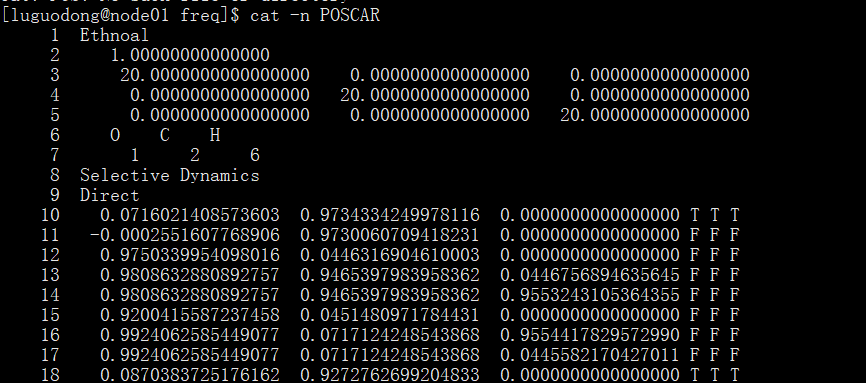 [luguodong@node01 freq]$ cat -n POSCAR
1 Ethnoal
2 1.00000000000000
3 20.0000000000000000 0.0000000000000000 0.0000000000000000
4 0.0000000000000000 20.0000000000000000 0.0000000000000000
5 0.0000000000000000 0.0000000000000000 20.0000000000000000
6 O C H
7 1 2 6
8 Selective Dynamics
9 Direct
10 0.0716021408573603 0.9734334249978116 0.0000000000000000 T T T
11 -0.0002551607768906 0.9730060709418231 0.0000000000000000 F F F
12 0.9750339954098016 0.0446316904610003 0.0000000000000000 F F F
13 0.9808632880892757 0.9465397983958362 0.0446756894635645 F F F
14 0.9808632880892757 0.9465397983958362 0.9553243105364355 F F F
15 0.9200415587237458 0.0451480971784431 0.0000000000000000 F F F
16 0.9924062585449077 0.0717124248543868 0.9554417829572990 F F F
17 0.9924062585449077 0.0717124248543868 0.0445582170427011 F F F
18 0.0870383725176162 0.9272762699204833 0.0000000000000000 T T T